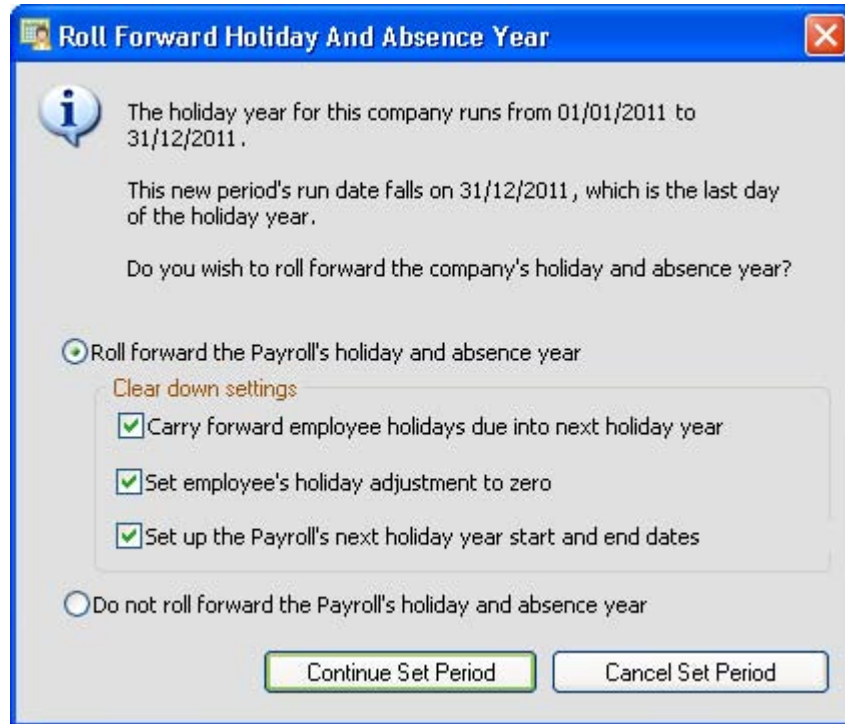 Roll Forward Holiday And Absence Year
The holiday year for this company runs from 01/01/2011 to
31/12/2011.
This new period's run date falls on 31/12/2011, which is the last day
of the holiday year.
Do you wish to roll forward the company's holiday and absence year?
Roll forward the Payroll's holiday and absence year
Clear down settings
Carry forward employee holidays due into next holiday year
Set employee's holiday adjustment to zero
Set up the Payroll's next holiday year start and end dates
Do not roll forward the Payroll's holiday and absence year
Continue Set Period
Cancel Set Period